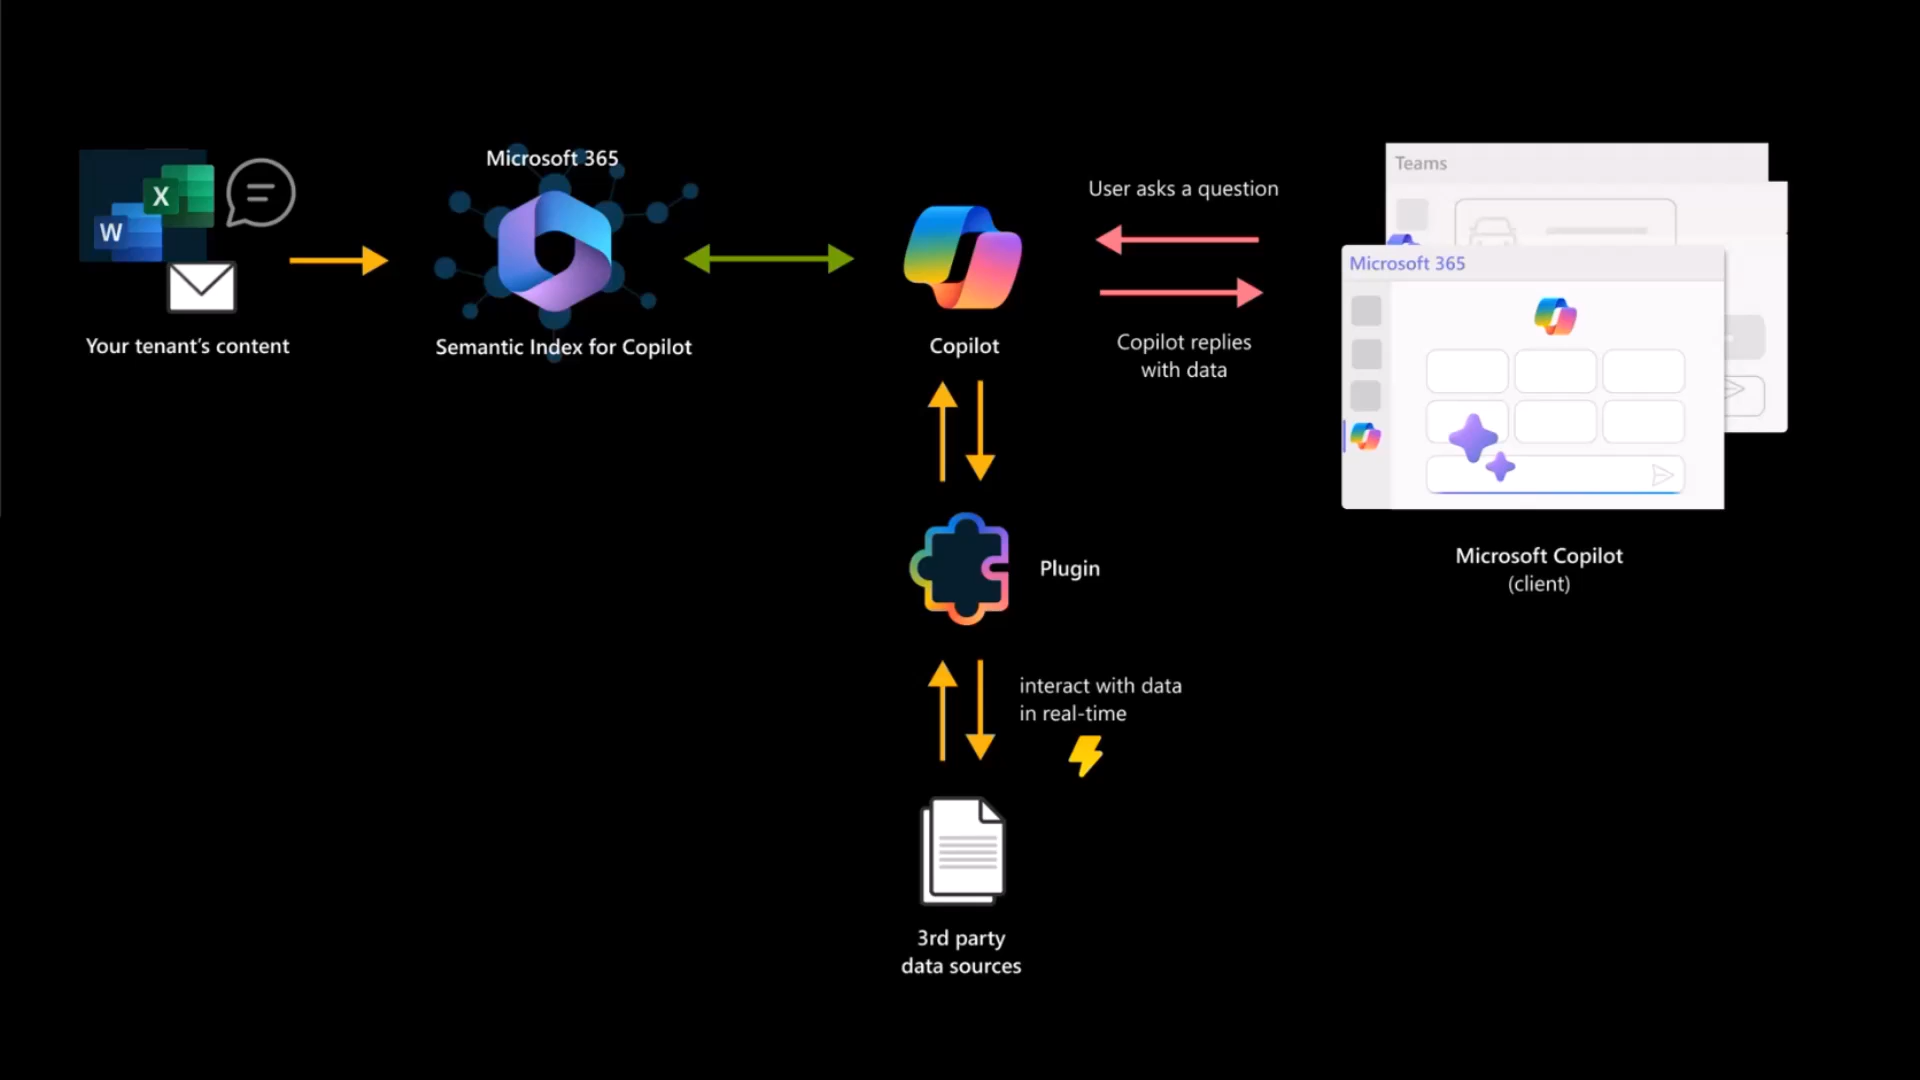 Microsoft 365
X
W
Your tenant's content
Semantic Index for Copilot
Copilot
User asks a question
Copilot replies
with data
Teams
Microsoft 365
Microsoft Copilot
(client)
Plugin
interact with data
in real-time
3rd party
data sources